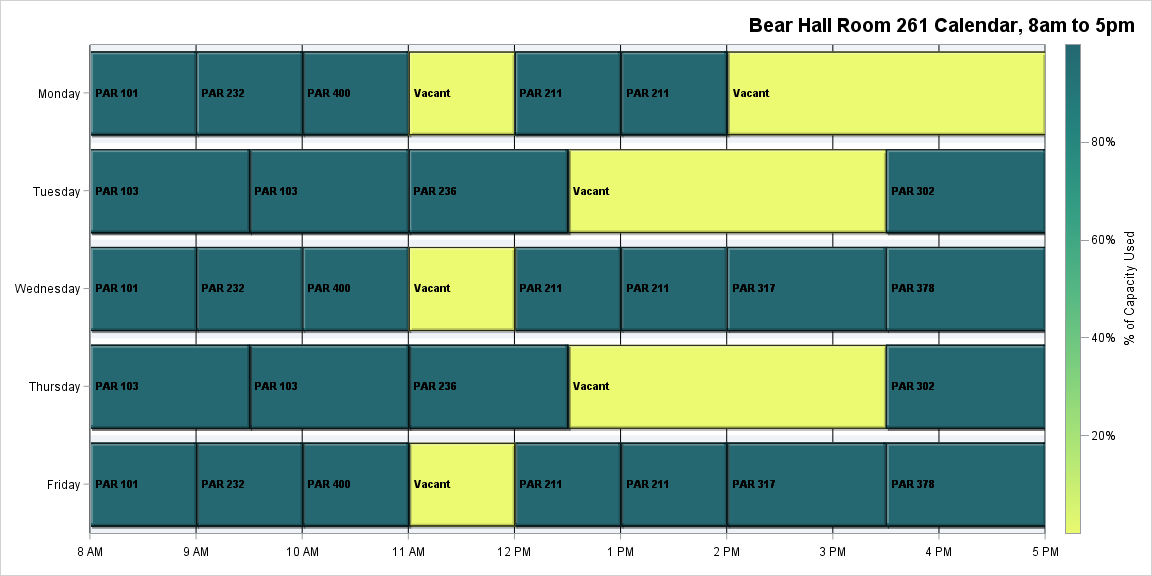 Bear Hall Room 261 Calendar, 8am to 5pm
Monday
PAR 101
PAR 232
PAR 400
Vacant
PAR 211
PAR 211
Vacant
Tuesday
PAR 103
PAR 103
PAR 236
Vacant
PAR 302
Wednesday
PAR 101
PAR 232
PAR 400
Vacant
PAR 211
PAR 211
PAR 317
PAR 378
Thursday
PAR 103
PAR 103
PAR 236
Vacant
PAR 302
Friday
PAR 101
PAR 232
PAR 400
Vacant
PAR 211
PAR 211
PAR 317
PAR 378
8 AM
9 AM
10 AM
11 AM
12 PM
1 PM
2 PM
3 PM
4 PM
5 PM
80%
60%
40%
20%
% of Capacity Used